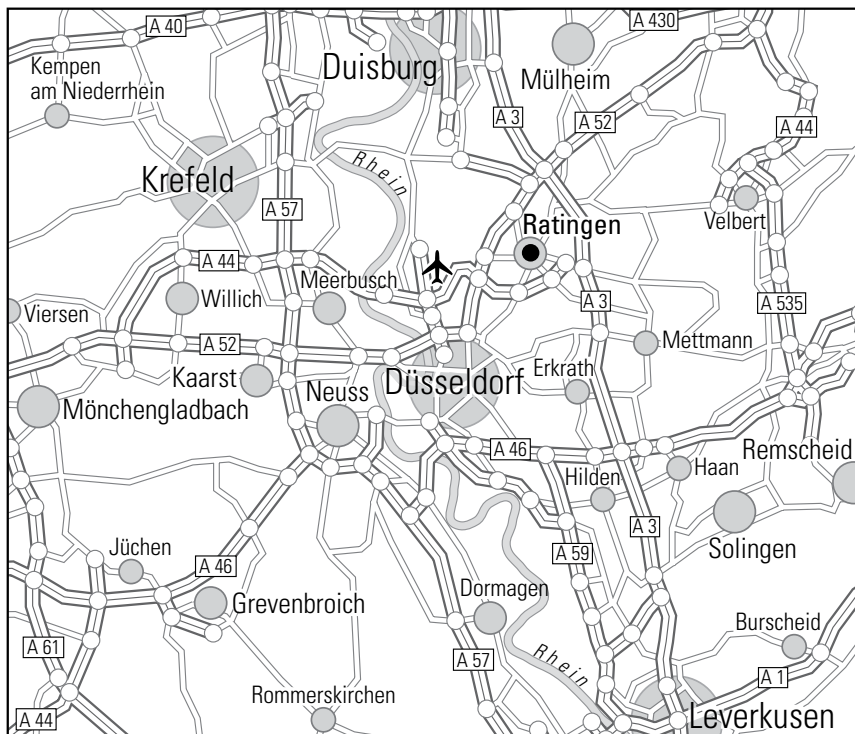 A 40
A 430
Duisburg
Mülheim
Kempen
am Niederrhein
A 3
A 52
A 44
Rhein
Krefeld
A 57
Velbert
Ratingen
A 44
Meerbusch
Willich
A 3
A 535
Viersen
A 52
Mettmann
Kaarst
Neuss
Düsseldorf
Erkrath
Mönchengladbach
A 46
Remscheid
Hilden
Haan
A 3
Solingen
Jüchen
A 46
A 59
Grevenbroich
Dormagen
Burscheid
A 61
A 57
Rhein
A 1
Rommerskirchen
A 44
Leverkusen